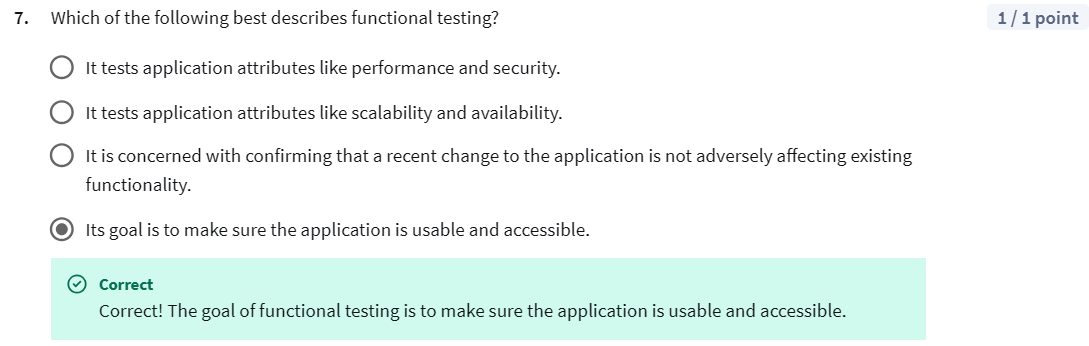 7. Which of the following best describes functional testing?
1 / 1 point
It tests application attributes like performance and security.
It tests application attributes like scalability and availability.
It is concerned with confirming that a recent change to the application is not adversely affecting existing
functionality.
Its goal is to make sure the application is usable and accessible.
Correct
Correct! The goal of functional testing is to make sure the application is usable and accessible.